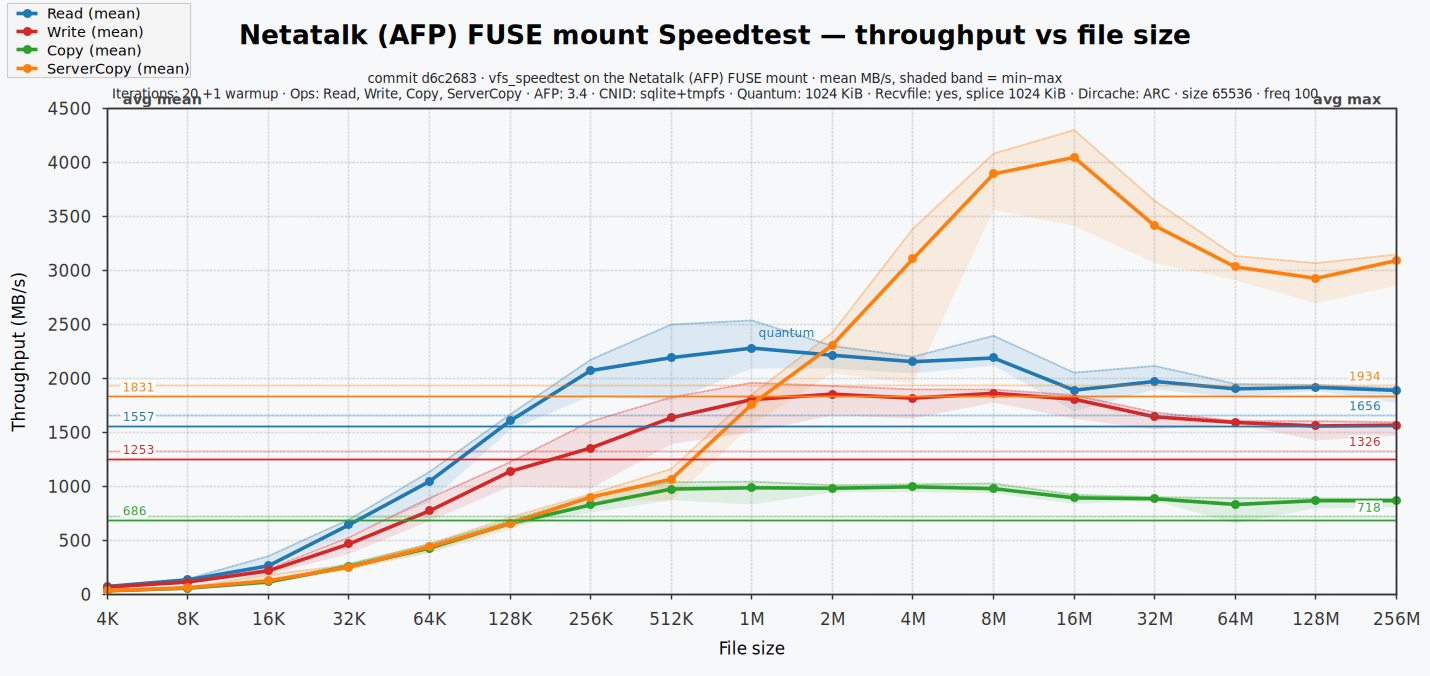 Read (mean)
Write (mean)
Copy (mean)
ServerCopy (mean)
Netatalk (AFP) FUSE mount Speedtest — throughput vs file size
commit d6c2683 · vfs_speedtest on the Netatalk (AFP) FUSE mount · mean MB/s, shaded band = min–max
Iterations: 20 +1 warmup · Ops: Read, Write, Copy, ServerCopy · AFP: 3.4 · CNID: sqlite+tmpfs · Quantum: 1024 KiB · Recvfile: yes, splice 1024 KiB · Dircache: ARC · size 65536 · freq 100
avg mean
avg max
4500
4000
3500
3000
2500
2000
1500
1000
500
0
Throughput (MB/s)
quantum
1831
1557
1253
686
1934
1656
1326
718
4K 8K 16K 32K 64K 128K 256K 512K 1M 2M 4M 8M 16M 32M 64M 128M 256M
File size